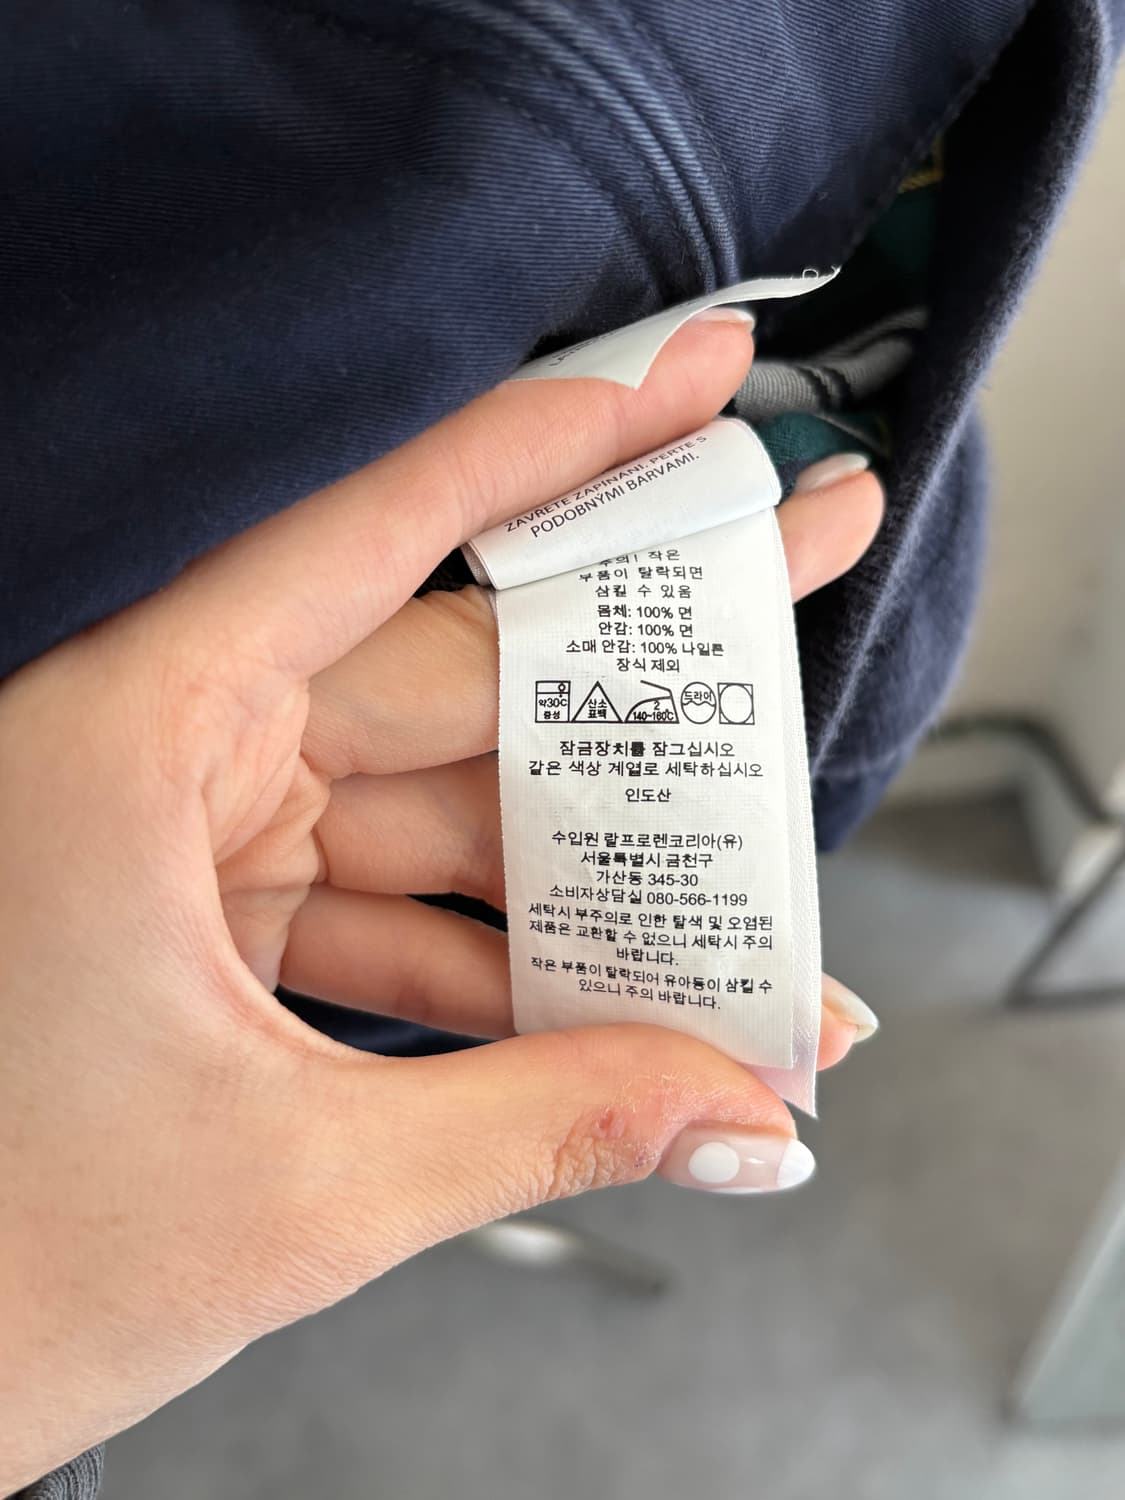 ZAVŘETE ZAPÍNÁNÍ. PERTE S
PODOBNÝMI BARVAMI.
주의! 작은
부품이 탈락되면
삼킬 수 있음
몸체: 100% 면
안감: 100% 면
소매 안감: 100% 나일론
장식 제외
약30℃
중성
산소
표백
2
140~160℃
드라이
잠금장치를 잠그십시오
같은 색상 계열로 세탁하십시오
인도산
수입원 랄프로렌코리아(유)
서울특별시 금천구
가산동 345-30
소비자상담실 080-566-1199
세탁시 부주의로 인한 탈색 및 오염된
제품은 교환할 수 없으니 세탁시 주의
바랍니다.
작은 부품이 탈락되어 유아등이 삼킬 수
있으니 주의 바랍니다.